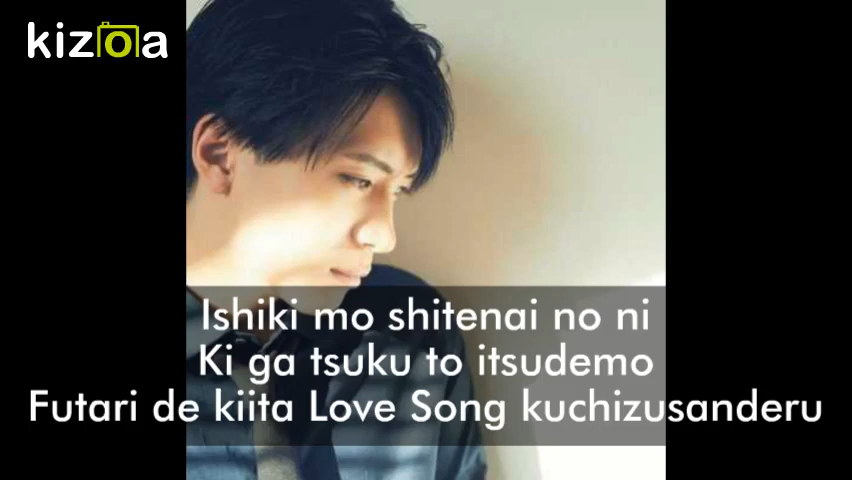 kizoa
Ishiki mo shitenai no ni
Ki ga tsuku to itsudemo
Futari de kiita Love Song kuchizusanderu